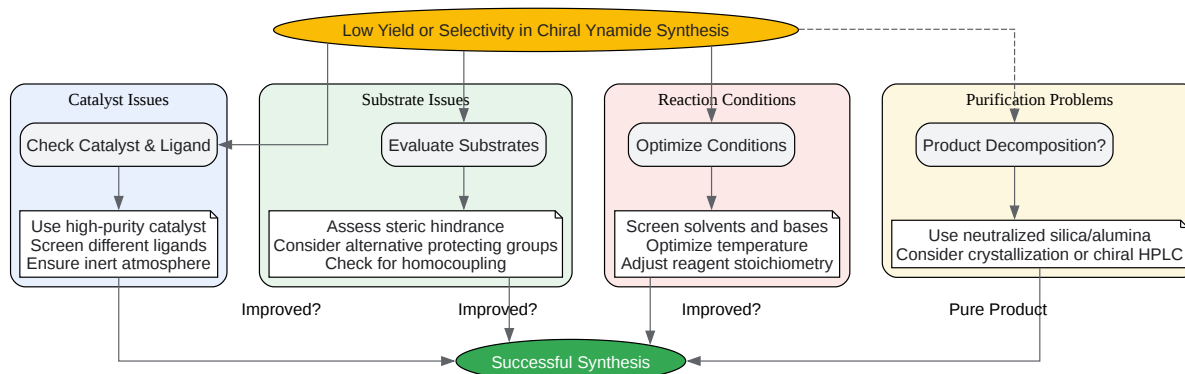 Low Yield or Selectivity in Chiral Ynamide Synthesis
Catalyst Issues
Check Catalyst & Ligand
Use high-purity catalyst
Screen different ligands
Ensure inert atmosphere
Improved?
Substrate Issues
Evaluate Substrates
Assess steric hindrance
Consider alternative protecting groups
Check for homocoupling
Improved?
Reaction Conditions
Optimize Conditions
Screen solvents and bases
Optimize temperature
Adjust reagent stoichiometry
Improved?
Purification Problems
Product Decomposition?
Use neutralized silica/alumina
Consider crystallization or chiral HPLC
Pure Product
Successful Synthesis